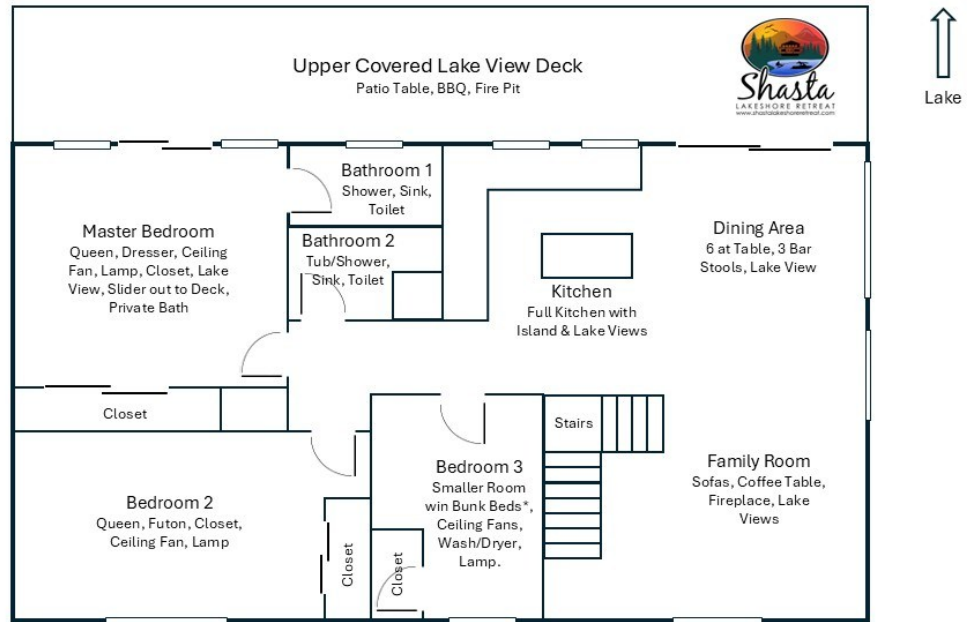 Upper Covered Lake View Deck
Patio Table, BBQ, Fire Pit
Shasta
LAKESHORE RETREAT
www.shastalakeshoreretreat.com
Lake
Master Bedroom
Queen, Dresser, Ceiling
Fan, Lamp, Closet, Lake
View, Slider out to Deck,
Private Bath
Bathroom 1
Shower, Sink,
Toilet
Bathroom 2
Tub/Shower,
Sink, Toilet
Kitchen
Full Kitchen with
Island & Lake Views
Dining Area
6 at Table, 3 Bar
Stools, Lake View
Closet
Bedroom 2
Queen, Futon, Closet,
Ceiling Fan, Lamp
Closet
Closet
Bedroom 3
Smaller Room
win Bunk Beds*,
Ceiling Fans,
Wash/Dryer,
Lamp.
Stairs
Family Room
Sofas, Coffee Table,
Fireplace, Lake
Views